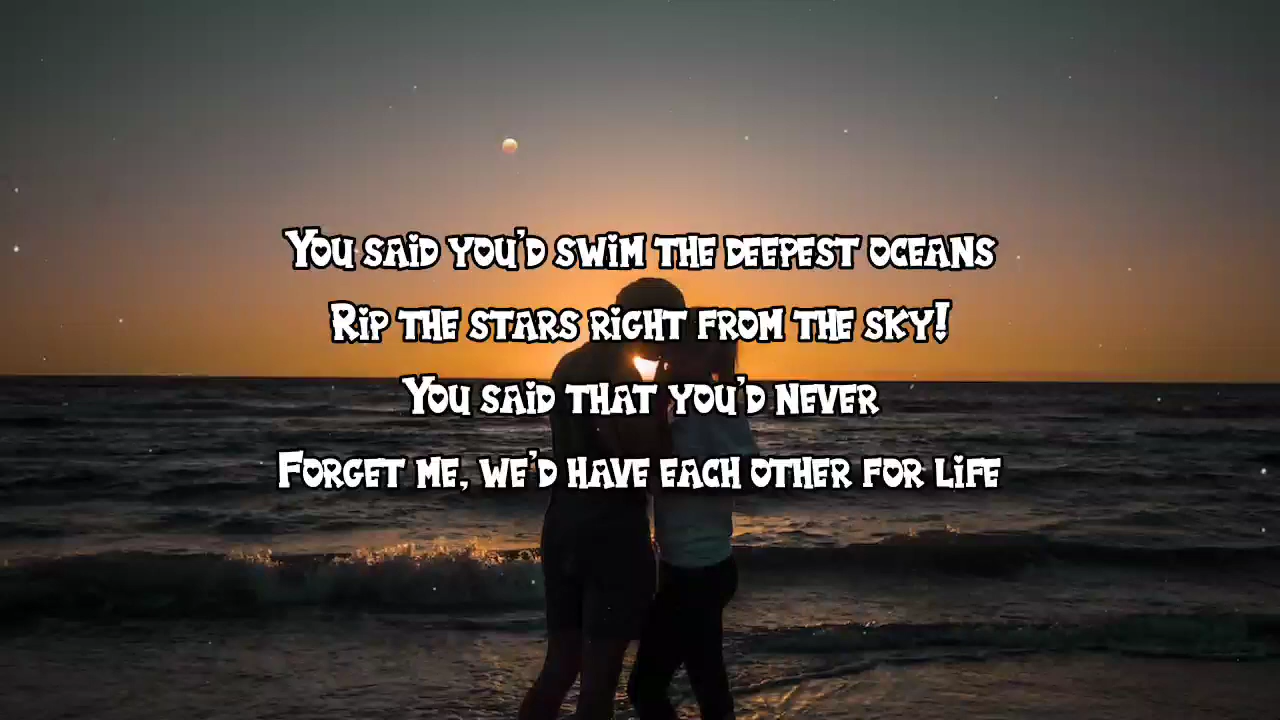 You said you'd swim the deepest oceans
Rip the stars right from the sky!
You said that you'd never
Forget me, we'd have each other for life